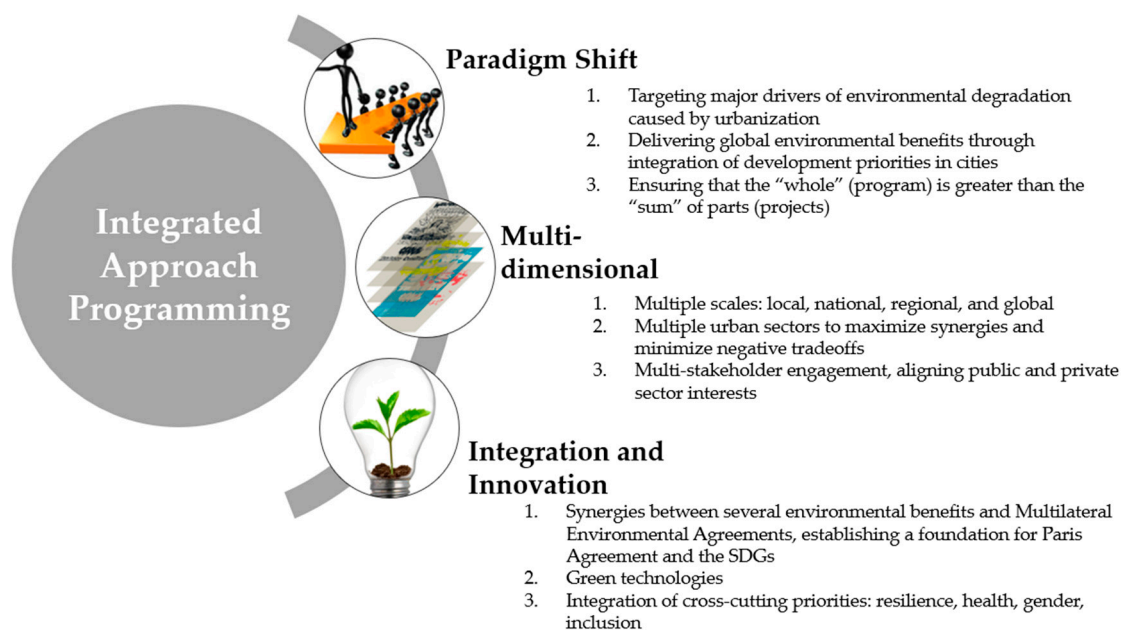 Integrated
Approach
Programming
Paradigm Shift
1. Targeting major drivers of environmental degradation
caused by urbanization
2. Delivering global environmental benefits through
integration of development priorities in cities
3. Ensuring that the “whole” (program) is greater than the
“sum” of parts (projects)
Multi-
dimensional
1. Multiple scales: local, national, regional, and global
2. Multiple urban sectors to maximize synergies and
minimize negative tradeoffs
3. Multi-stakeholder engagement, aligning public and private
sector interests
Integration and
Innovation
1. Synergies between several environmental benefits and Multilateral
Environmental Agreements, establishing a foundation for Paris
Agreement and the SDGs
2. Green technologies
3. Integration of cross-cutting priorities: resilience, health, gender,
inclusion